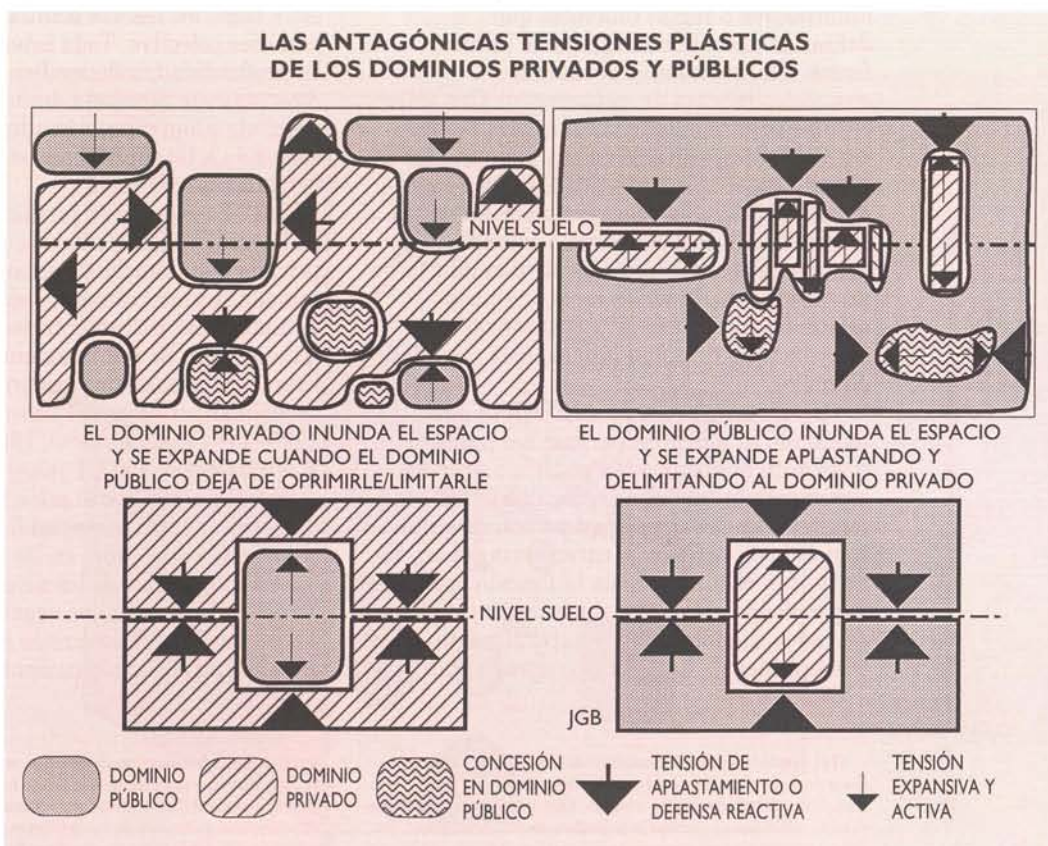 LAS ANTAGÓNICAS TENSIONES PLÁSTICAS
DE LOS DOMINIOS PRIVADOS Y PÚBLICOS
NIVEL SUELO
EL DOMINIO PRIVADO INUNDA EL ESPACIO
Y SE EXPANDE CUANDO EL DOMINIO
PÚBLICO DEJA DE OPRIMIRLE/LIMITARLE
EL DOMINIO PÚBLICO INUNDA EL ESPACIO
Y SE EXPANDE APLASTANDO Y
DELIMITANDO AL DOMINIO PRIVADO
NIVEL SUELO
JGB
DOMINIO
PÚBLICO
DOMINIO
PRIVADO
CONCESIÓN
EN DOMINIO
PÚBLICO
TENSIÓN DE
APLASTAMIENTO O
DEFENSA REACTIVA
TENSIÓN
EXPANSIVA Y
ACTIVA